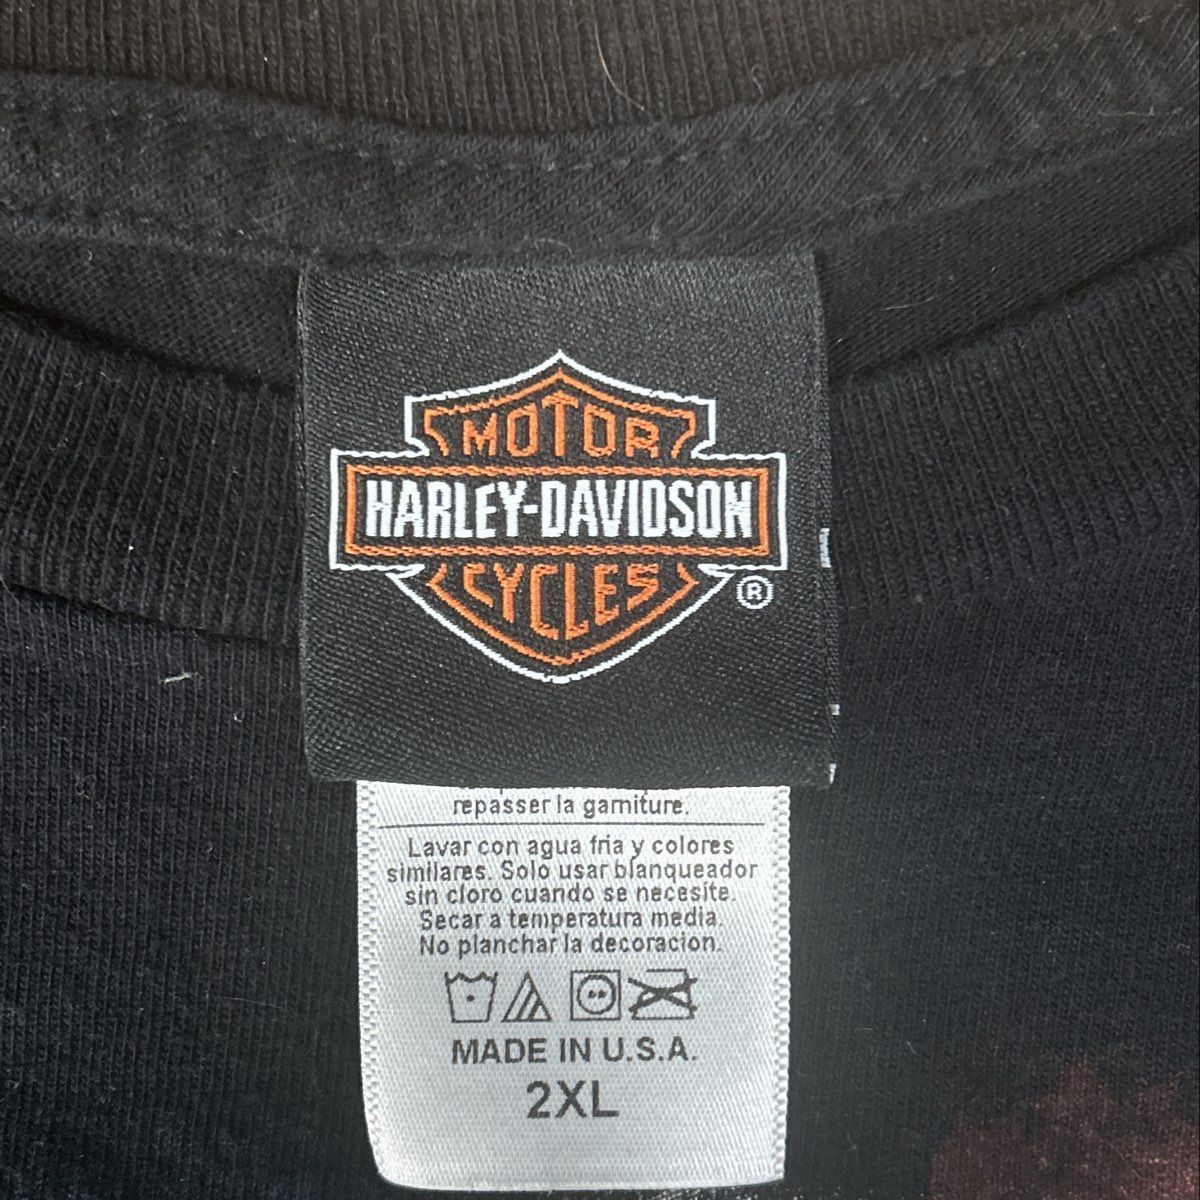 MOTOR
HARLEY-DAVIDSON
CYCLES
®
repasser la garniture.
Lavar con agua fria y colores
similares. Solo usar blanqueador
sin cloro cuando se necesite.
Secar a temperatura media.
No planchar la decoracion.
MADE IN U.S.A.
2XL